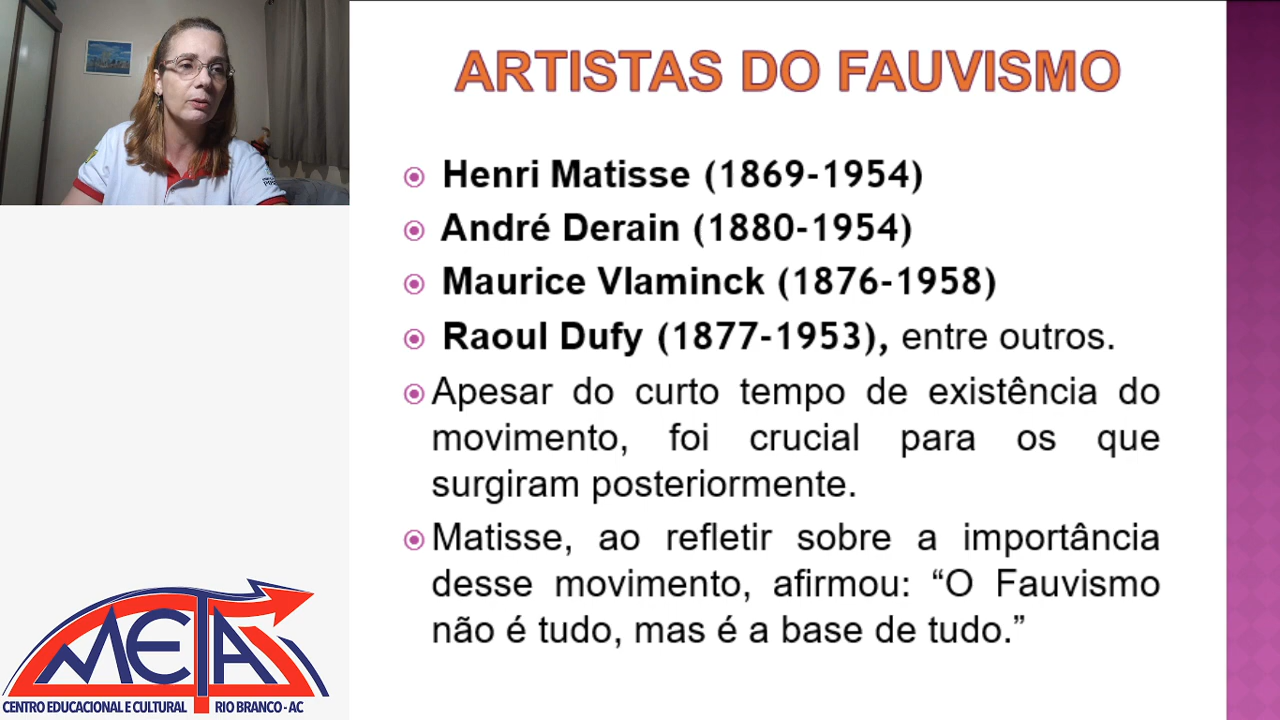 ARTISTAS DO FAUVISMO
Henri Matisse (1869-1954)
André Derain (1880-1954)
Maurice Vlaminck (1876-1958)
Raoul Dufy (1877-1953), entre outros.
Apesar do curto tempo de existência do
movimento, foi crucial para os que
surgiram posteriormente.
Matisse, ao refletir sobre a importância
desse movimento, afirmou: “O Fauvismo
não é tudo, mas é a base de tudo.”
META
CENTRO EDUCACIONAL E CULTURAL RIO BRANCO - AC